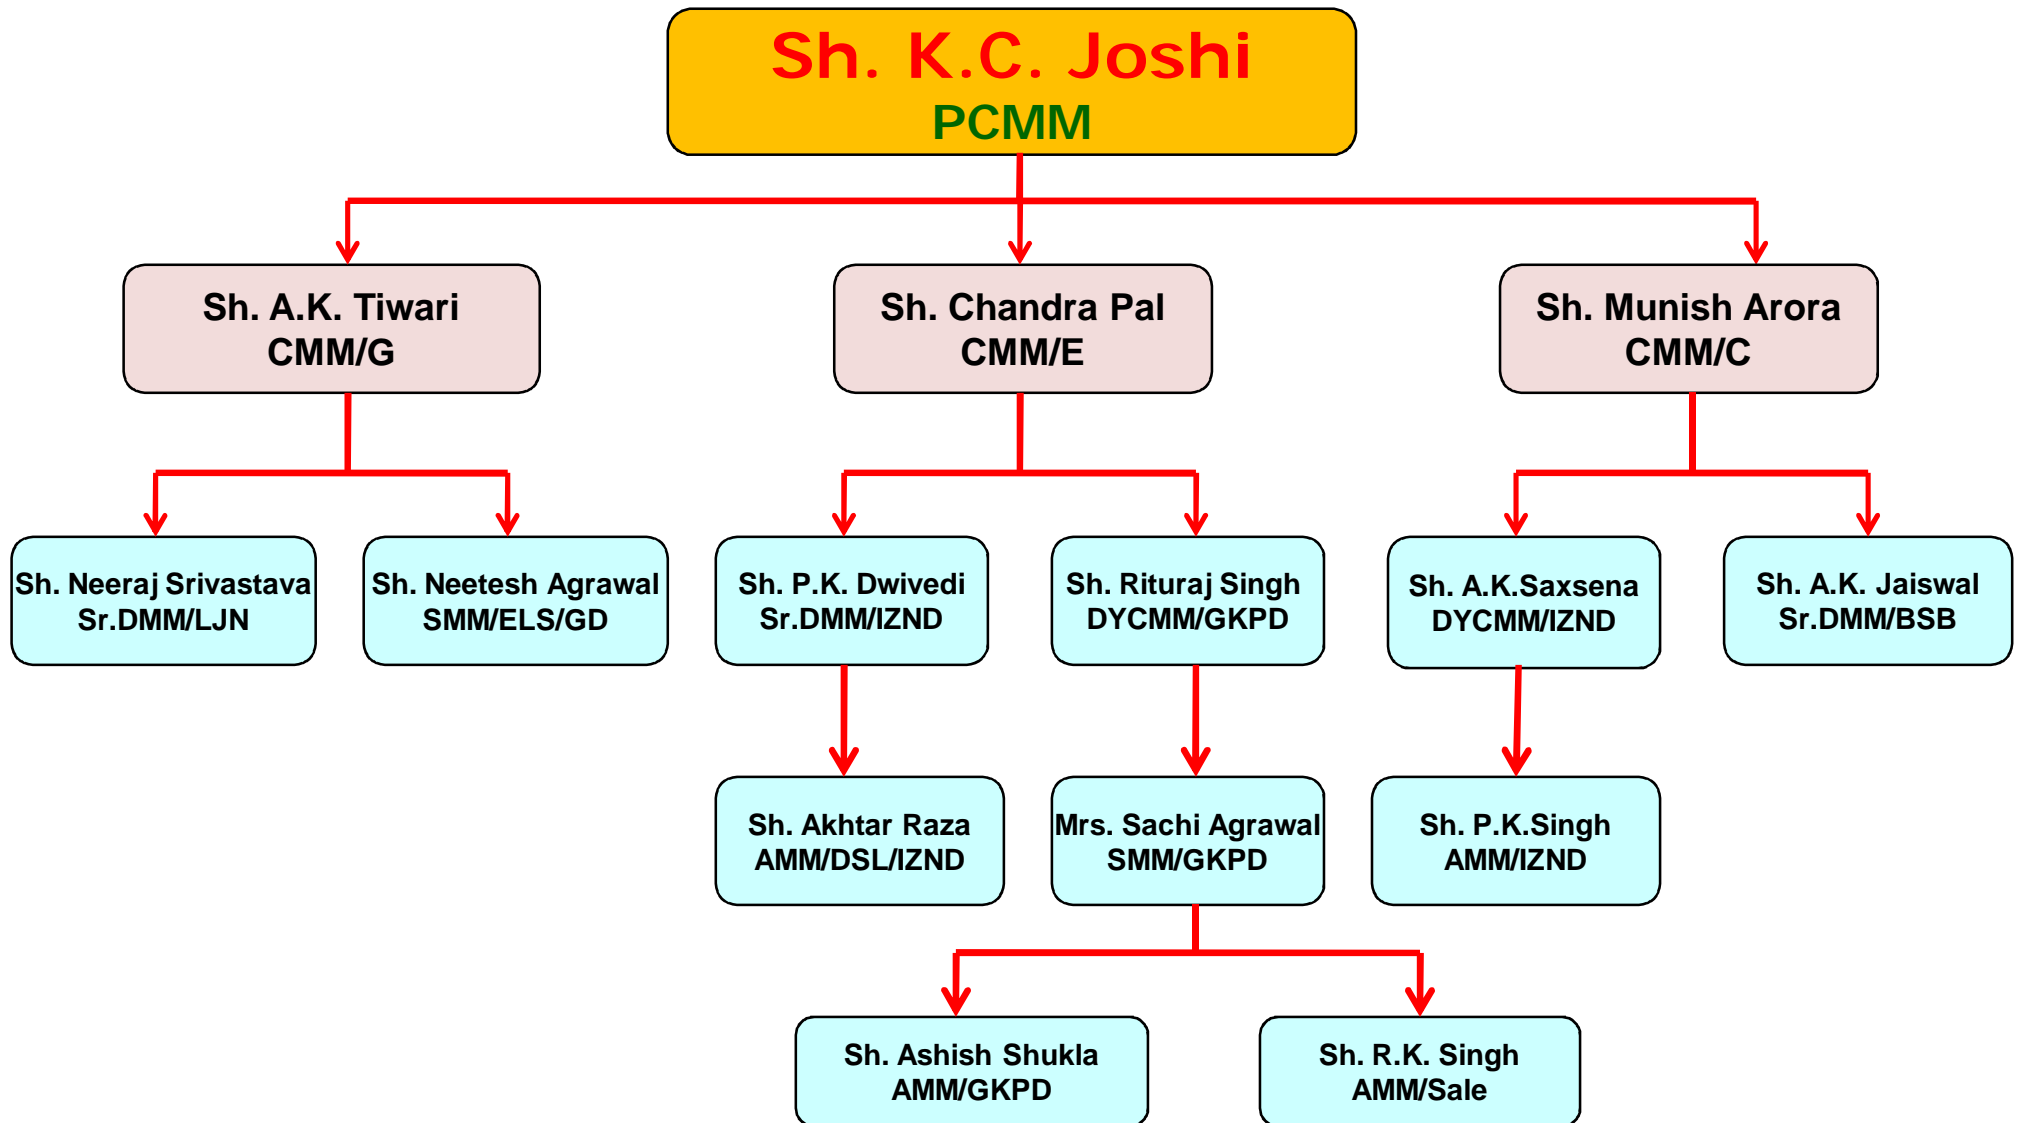 Sh. K.C. Joshi
PCMM
Sh. A.K. Tiwari
CMM/G
Sh. Chandra Pal
CMM/E
Sh. Munish Arora
CMM/C
Sh. Neeraj Srivastava
Sr.DMM/LJN
Sh. Neetesh Agrawal
SMM/ELS/GD
Sh. P.K. Dwivedi
Sr.DMM/IZND
Sh. Rituraj Singh
DYCMM/GKPD
Sh. A.K.Saxsena
DYCMM/IZND
Sh. A.K. Jaiswal
Sr.DMM/BSB
Sh. Akhtar Raza
AMM/DSL/IZND
Mrs. Sachi Agrawal
SMM/GKPD
Sh. P.K.Singh
AMM/IZND
Sh. Ashish Shukla
AMM/GKPD
Sh. R.K. Singh
AMM/Sale